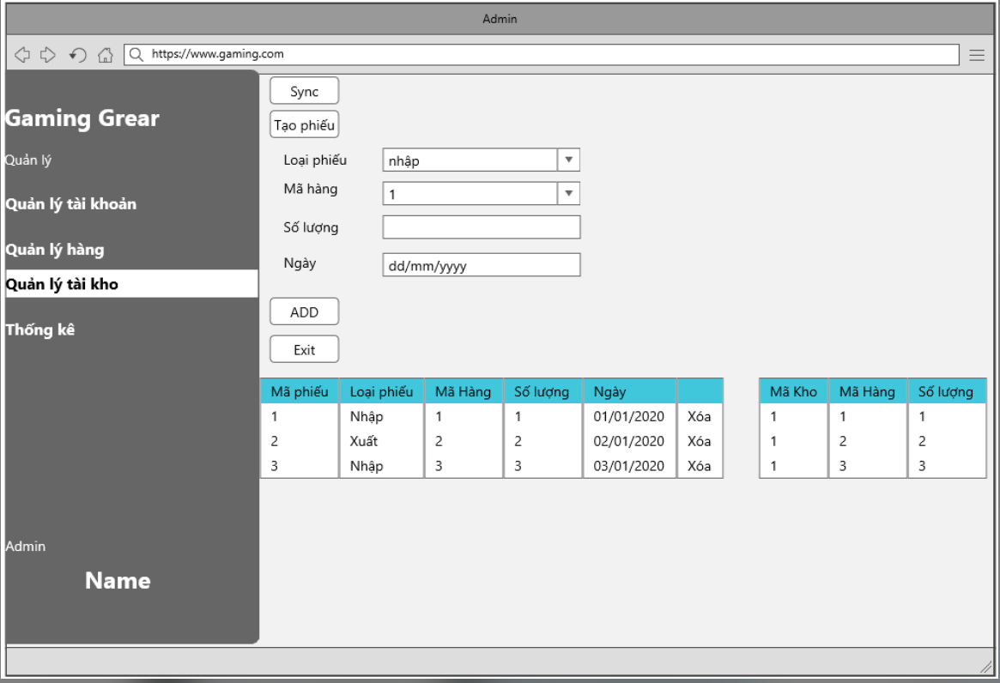 Admin
https://www.gaming.com
Gaming Grear
Quản lý
Quản lý tài khoản
Quản lý hàng
Quản lý tài kho
Thống kê
Admin
Name
Sync
Tạo phiếu
Loại phiếu nhập
Mã hàng 1
Số lượng
Ngày dd/mm/yyyy
ADD
Exit
Mã phiếu Loại phiếu Mã Hàng Số lượng Ngày
1 Nhập 1 1 01/01/2020 Xóa
2 Xuất 2 2 02/01/2020 Xóa
3 Nhập 3 3 03/01/2020 Xóa
Mã Kho Mã Hàng Số lượng
1 1 1
1 2 2
1 3 3